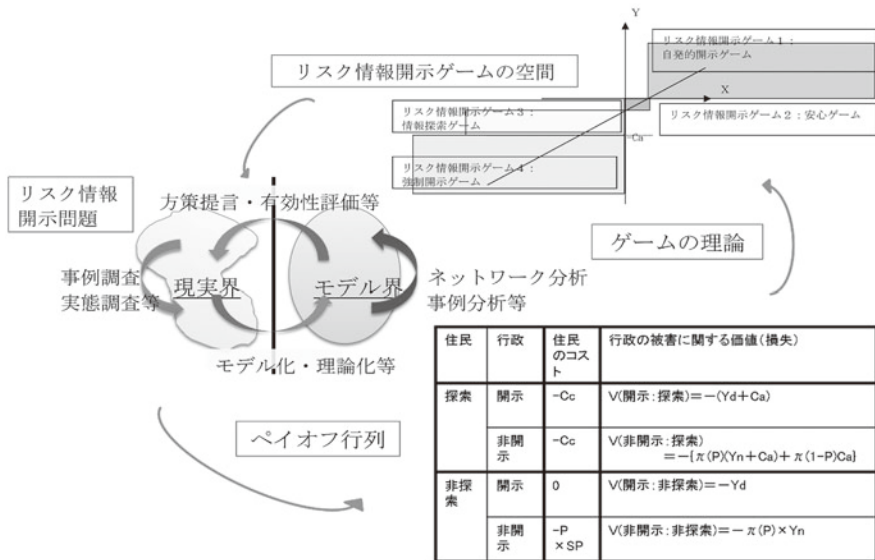 Y
リスク情報開示ゲーム1：
自発的開示ゲーム
リスク情報開示ゲームの空間
X
リスク情報開示ゲーム3：
情報探索ゲーム
リスク情報開示ゲーム2：安心ゲーム
-Ca
リスク情報開示ゲーム4
強制開示ゲーム
リスク情報
開示問題
方策提言・有効性評価等
ゲームの理論
事例調査
実態調査等
現実界
モデル界
ネットワーク分析
事例分析等
モデル化・理論化等
ペイオフ行列
住民 行政 住民のコスト 行政の被害に関する価値(損失)
探索 開示 -Cc V(開示：探索)=-(Yd+Ca)
非開示 -Cc V(非開示：探索)
=-{π(P)(Yn+Ca)+π(1-P)Ca}
非探索 開示 0 V(開示：非探索)=-Yd
非開示 -P×SP V(非開示：非探索)=-π(P)×Yn